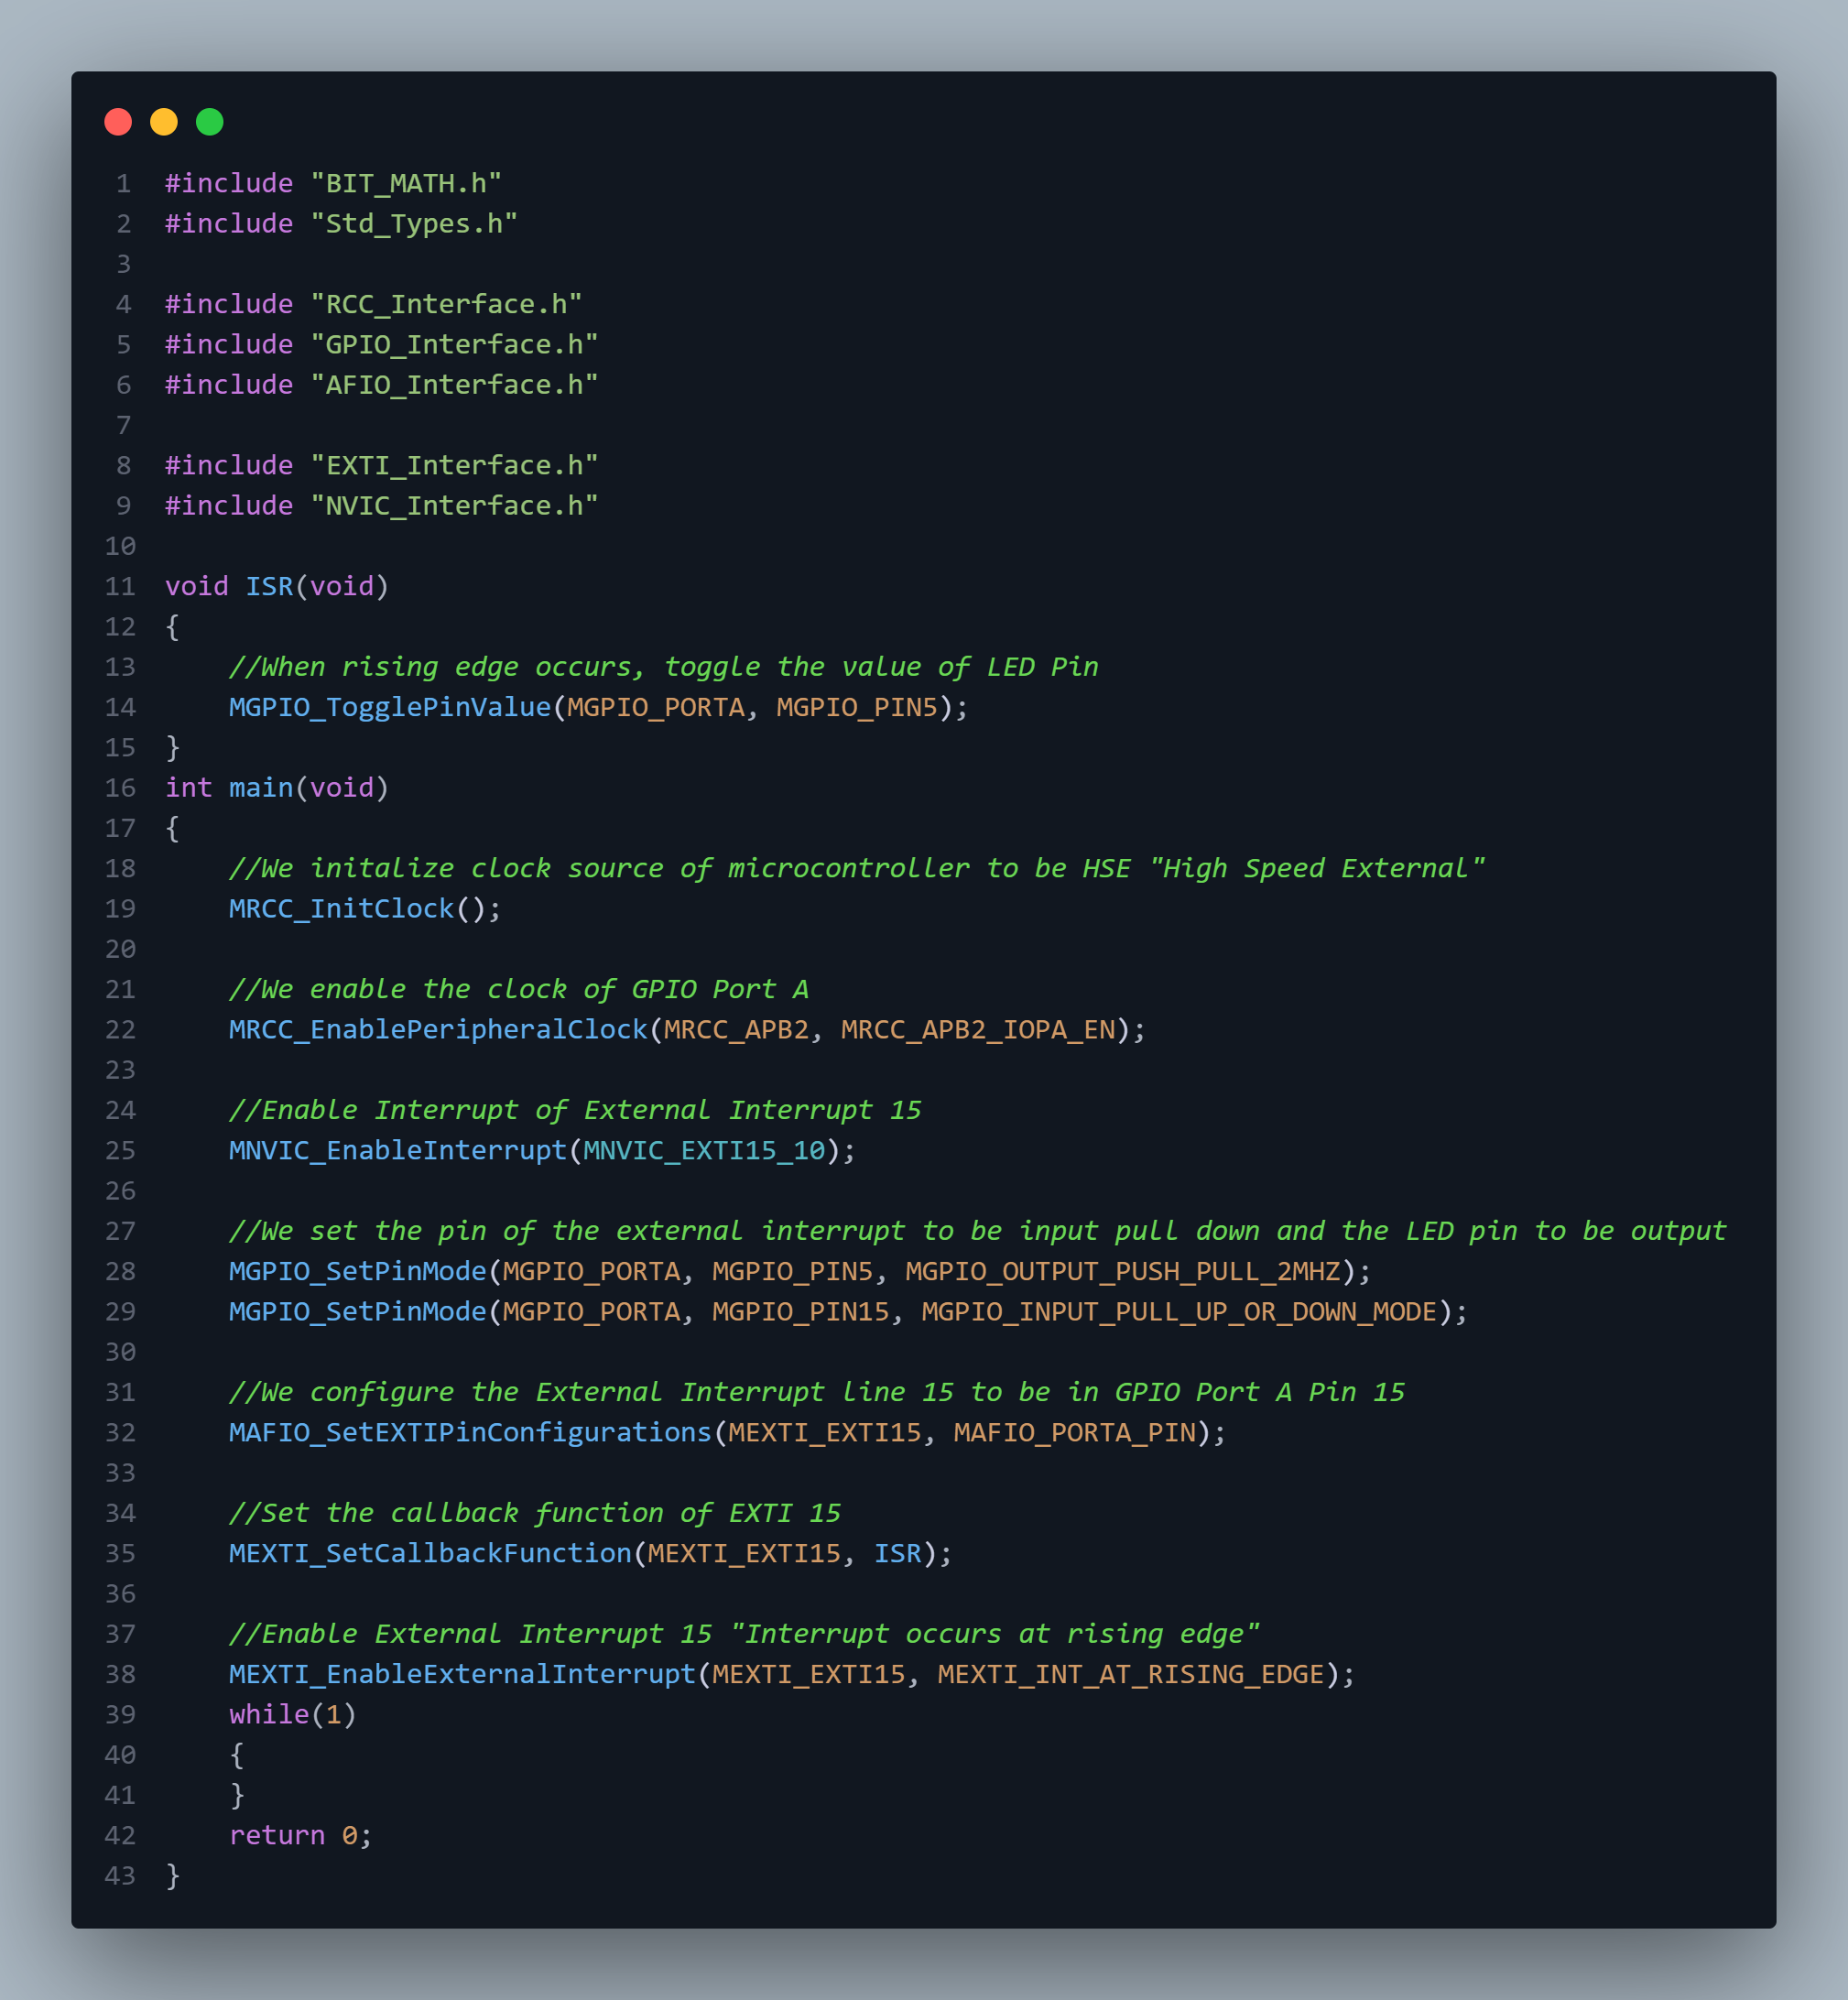 1 #include "BIT_MATH.h"
2 #include "Std_Types.h"
3
4 #include "RCC_Interface.h"
5 #include "GPIO_Interface.h"
6 #include "AFIO_Interface.h"
7
8 #include "EXTI_Interface.h"
9 #include "NVIC_Interface.h"
10
11 void ISR(void)
12 {
13     //When rising edge occurs, toggle the value of LED Pin
14     MGPIO_TogglePinValue(MGPIO_PORTA, MGPIO_PIN5);
15 }
16 int main(void)
17 {
18     //We initalize clock source of microcontroller to be HSE "High Speed External"
19     MRCC_InitClock();
20
21     //We enable the clock of GPIO Port A
22     MRCC_EnablePeripheralClock(MRCC_APB2, MRCC_APB2_IOPA_EN);
23
24     //Enable Interrupt of External Interrupt 15
25     MNVIC_EnableInterrupt(MNVIC_EXTI15_10);
26
27     //We set the pin of the external interrupt to be input pull down and the LED pin to be output
28     MGPIO_SetPinMode(MGPIO_PORTA, MGPIO_PIN5, MGPIO_OUTPUT_PUSH_PULL_2MHZ);
29     MGPIO_SetPinMode(MGPIO_PORTA, MGPIO_PIN15, MGPIO_INPUT_PULL_UP_OR_DOWN_MODE);
30
31     //We configure the External Interrupt line 15 to be in GPIO Port A Pin 15
32     MAFIO_SetEXTIPinConfigurations(MEXTI_EXTI15, MAFIO_PORTA_PIN);
33
34     //Set the callback function of EXTI 15
35     MEXTI_SetCallbackFunction(MEXTI_EXTI15, ISR);
36
37     //Enable External Interrupt 15 "Interrupt occurs at rising edge"
38     MEXTI_EnableExternalInterrupt(MEXTI_EXTI15, MEXTI_INT_AT_RISING_EDGE);
39     while(1)
40     {
41     }
42     return 0;
43 }